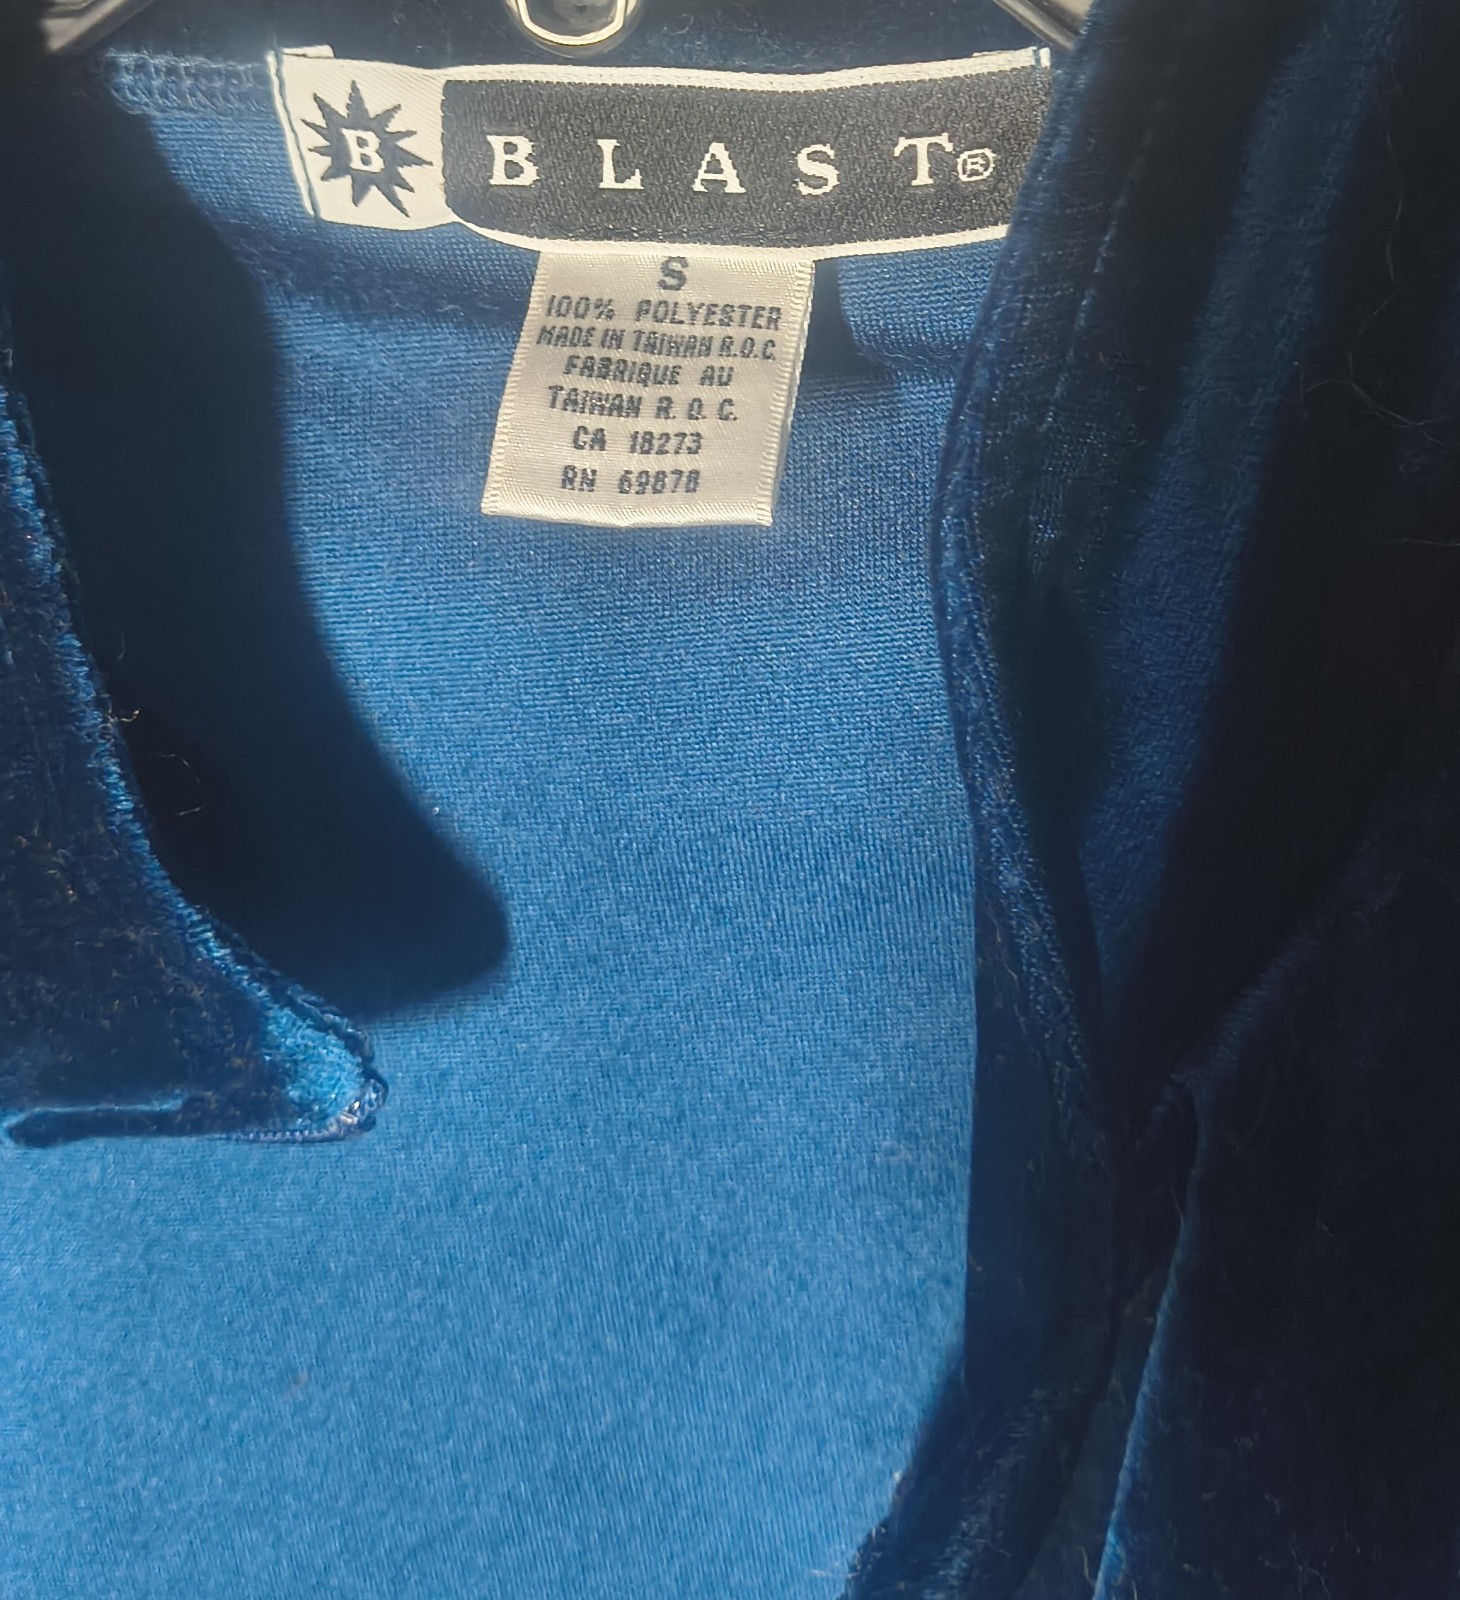 B BLAST®
S
100% POLYESTER
MADE IN TAIWAN R.O.C.
FABRIQUE AU
TAIWAN R.O.C.
CA 18273
RN 69878